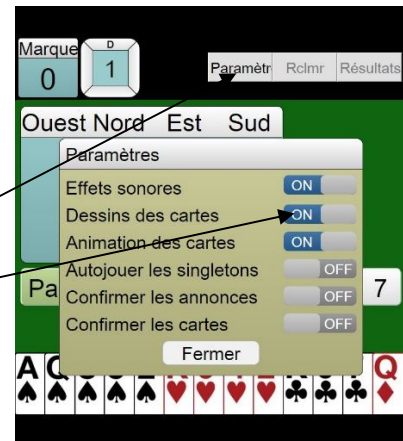 Marque
0
D
1
Paramètr Rclmr Résultats
Ouest Nord Est Sud
Paramètres
Effets sonores ON
Dessins des cartes ON
Animation des cartes ON
Autojouer les singletons OFF
Confirmer les annonces OFF
Confirmer les cartes OFF
Pa
7
Fermer
A Q
Q